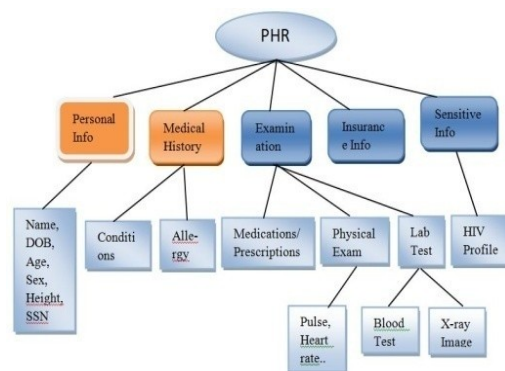 PHR
Personal
Info
Medical
History
Examin
ation
Insuranc
e Info
Sensitive
Info
Name,
DOB,
Age,
Sex,
Height,
SSN
Conditi
ons
Alle-
rgy
Medications/
Prescriptions
Physical
Exam
Lab
Test
HIV
Profile
Pulse,
Heart
rate..
Blood
Test
X-ray
Image